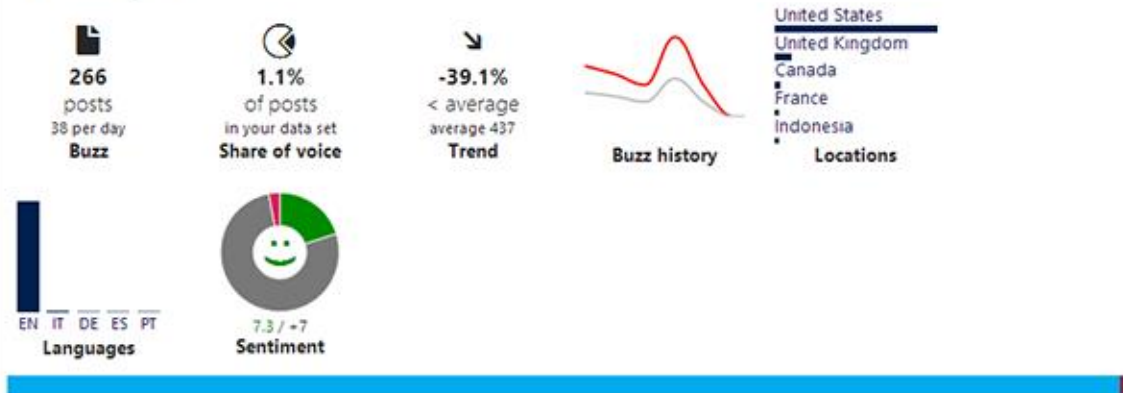 266
posts
38 per day
Buzz
1.1%
of posts
in your data set
Share of voice
-39.1%
< average
average 437
Trend
Buzz history
United States
United Kingdom
Canada
France
Indonesia
Locations
EN IT DE ES PT
Languages
7.3 / +7
Sentiment